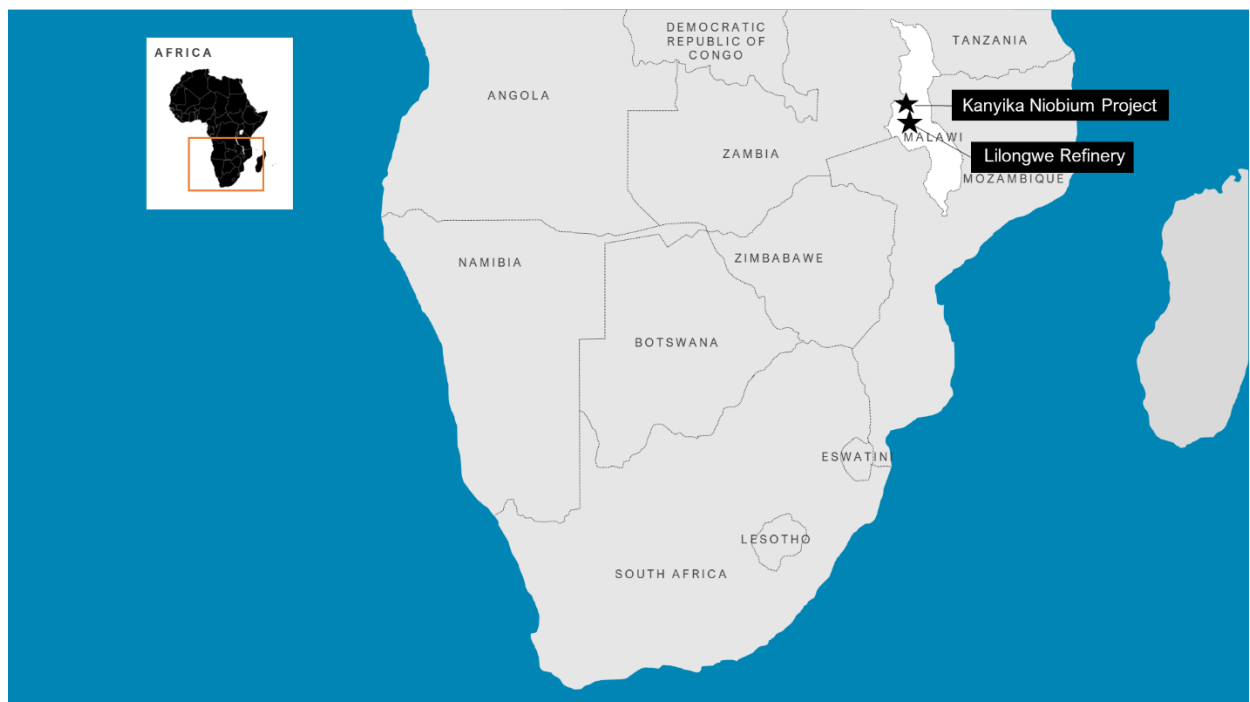 AFRICA
DEMOCRATIC
REPUBLIC OF
CONGO
TANZANIA
ANGOLA
Kanyika Niobium Project
MALAWI
ZAMBIA
Lilongwe Refinery
MOZAMBIQUE
NAMIBIA
ZIMBABAWE
BOTSWANA
ESWATINI
LESOTHO
SOUTH AFRICA